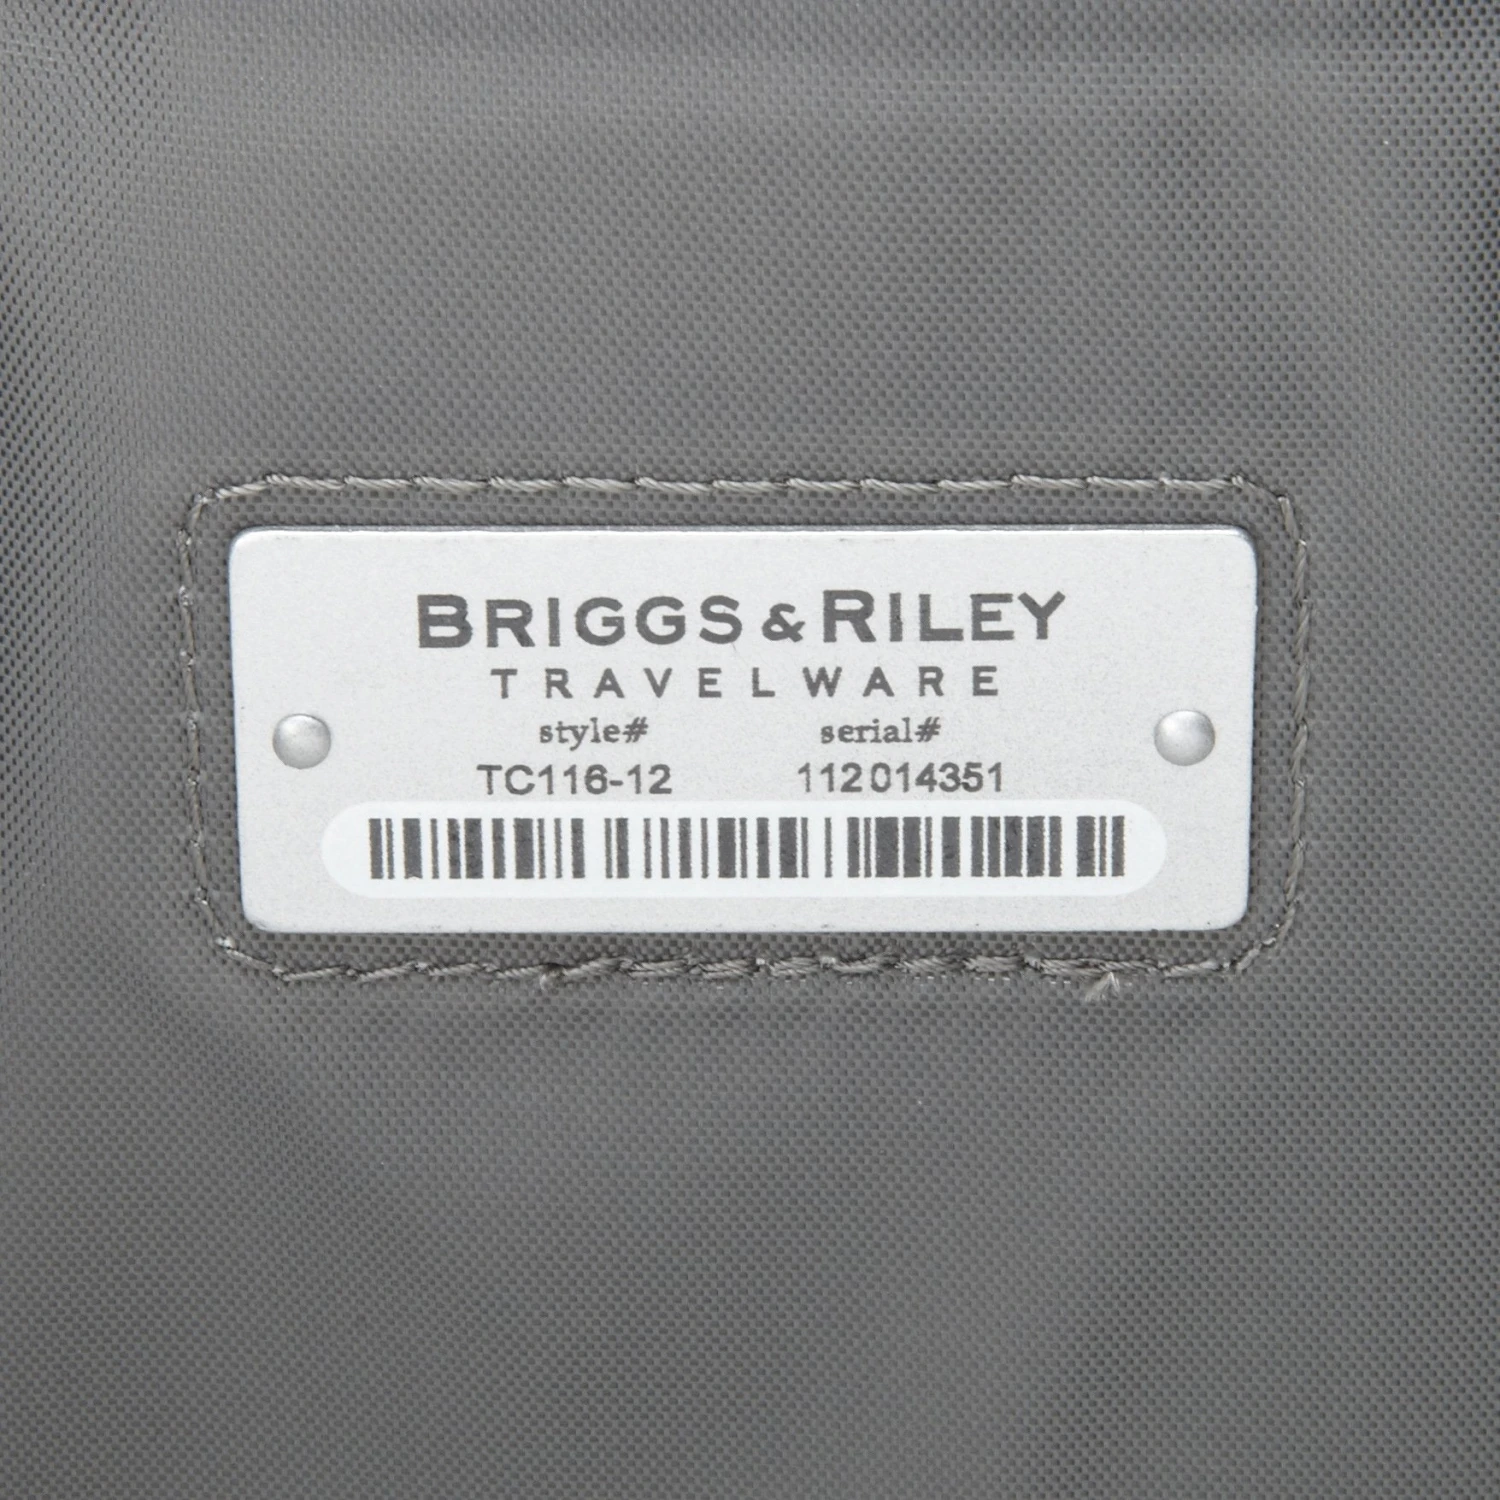 BRIGGS & RILEY
TRAVELWARE
style# serial#
TC116-12 112014351